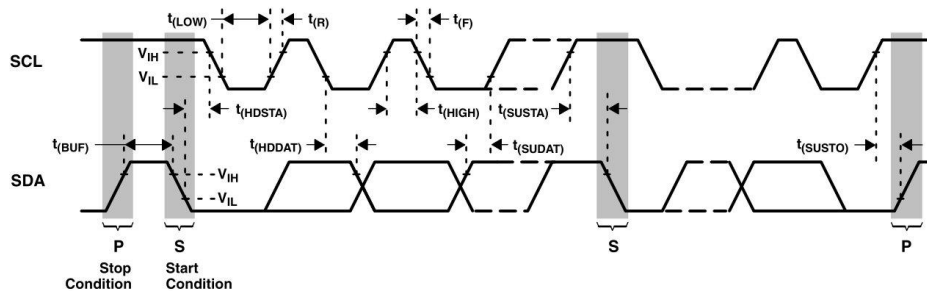 t(LOW) t(R) t(F)
SCL VIH
VIL
t(HDSTA) t(HIGH) t(SUSTA)
t(BUF) t(HDDAT) t(SUDAT) t(SUSTO)
SDA VIH
VIL
P S S P
Stop Start
Condition Condition